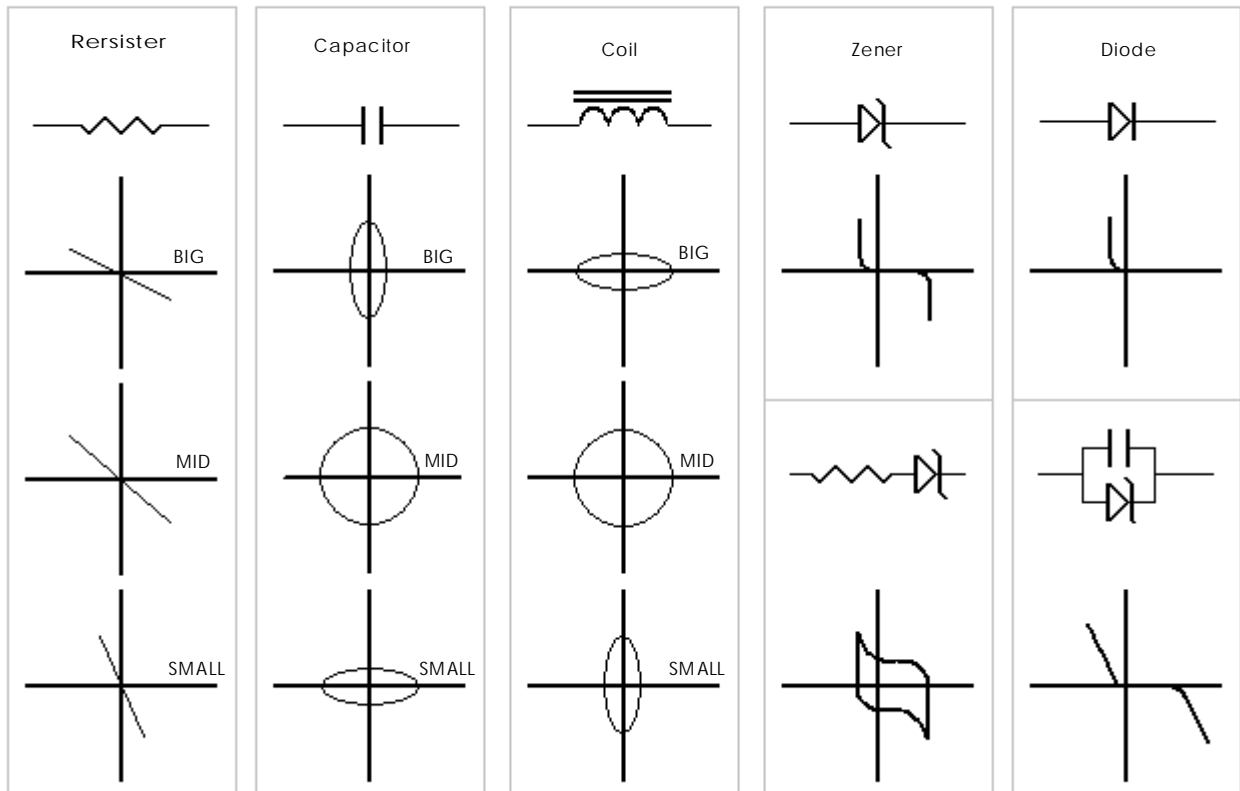 Rersister
Capacitor
Coil
Zener
Diode
BIG
BIG
BIG
MID
MID
MID
SMALL
SMALL
SMALL